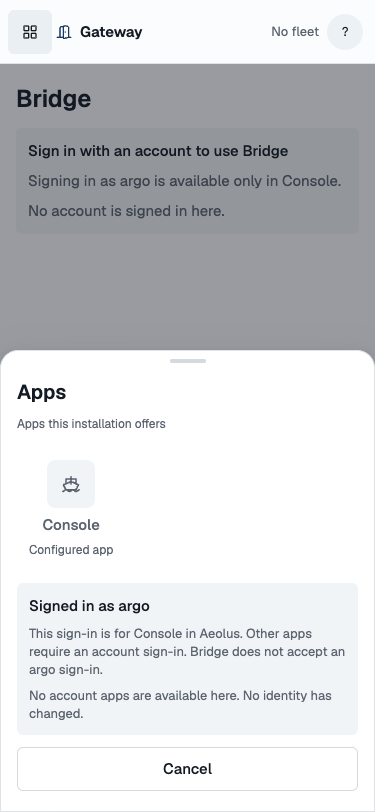 Gateway
No fleet
?
Bridge
Sign in with an account to use Bridge
Signing in as argo is available only in Console.
No account is signed in here.
Apps
Apps this installation offers
Console
Configured app
Signed in as argo
This sign-in is for Console in Aeolus. Other apps
require an account sign-in. Bridge does not accept an
argo sign-in.
No account apps are available here. No identity has
changed.
Cancel